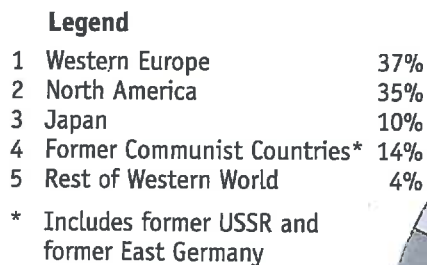 Legend
1 Western Europe 37%
2 North America 35%
3 Japan 10%
4 Former Communist Countries* 14%
5 Rest of Western World 4%
* Includes former USSR and
former East Germany